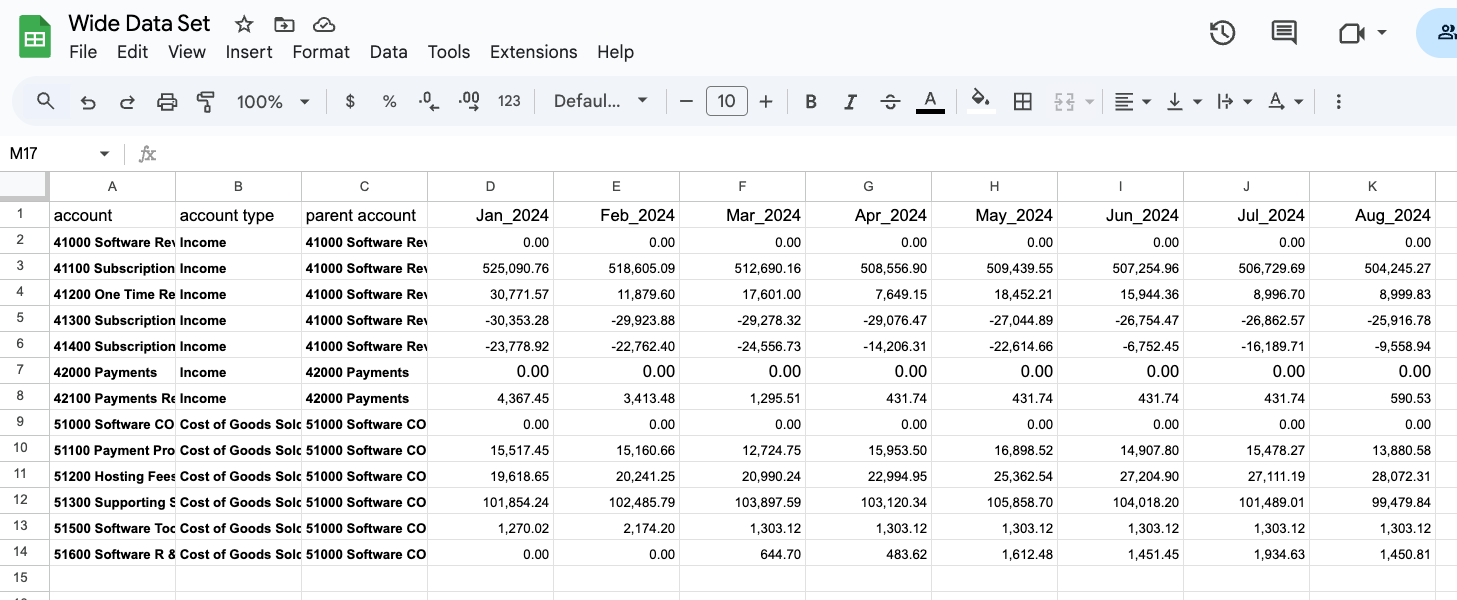 Wide Data Set
File Edit View Insert Format Data Tools Extensions Help
100% $ % .0 .00 123 Defaul... 10 B I A A
M17 fx
A B C D E F G H I J K
1 account account type parent account Jan_2024 Feb_2024 Mar_2024 Apr_2024 May_2024 Jun_2024 Jul_2024 Aug_2024
2 41000 Software Rev Income 41000 Software Rev 0.00 0.00 0.00 0.00 0.00 0.00 0.00 0.00
3 41100 Subscription Income 41000 Software Rev 525,090.76 518,605.09 512,690.16 508,556.90 509,439.55 507,254.96 506,729.69 504,245.27
4 41200 One Time Re Income 41000 Software Rev 30,771.57 11,879.60 17,601.00 7,649.15 18,452.21 15,944.36 8,996.70 8,999.83
5 41300 Subscription Income 41000 Software Rev -30,353.28 -29,923.88 -29,278.32 -29,076.47 -27,044.89 -26,754.47 -26,862.57 -25,916.78
6 41400 Subscription Income 41000 Software Rev -23,778.92 -22,762.40 -24,556.73 -14,206.31 -22,614.66 -6,752.45 -16,189.71 -9,558.94
7 42000 Payments Income 42000 Payments 0.00 0.00 0.00 0.00 0.00 0.00 0.00 0.00
8 42100 Payments Re Income 42000 Payments 4,367.45 3,413.48 1,295.51 431.74 431.74 431.74 431.74 590.53
9 51000 Software CO Cost of Goods Sold 51000 Software CO 0.00 0.00 0.00 0.00 0.00 0.00 0.00 0.00
10 51100 Payment Pro Cost of Goods Sold 51000 Software CO 15,517.45 15,160.66 12,724.75 15,953.50 16,898.52 14,907.80 15,478.27 13,880.58
11 51200 Hosting Fees Cost of Goods Sold 51000 Software CO 19,618.65 20,241.25 20,990.24 22,994.95 25,362.54 27,204.90 27,111.19 28,072.31
12 51300 Supporting S Cost of Goods Sold 51000 Software CO 101,854.24 102,485.79 103,897.59 103,120.34 105,858.70 104,018.20 101,489.01 99,479.84
13 51500 Software Too Cost of Goods Sold 51000 Software CO 1,270.02 2,174.20 1,303.12 1,303.12 1,303.12 1,303.12 1,303.12 1,303.12
14 51600 Software R & Cost of Goods Sold 51000 Software CO 0.00 0.00 644.70 483.62 1,612.48 1,451.45 1,934.63 1,450.81
15